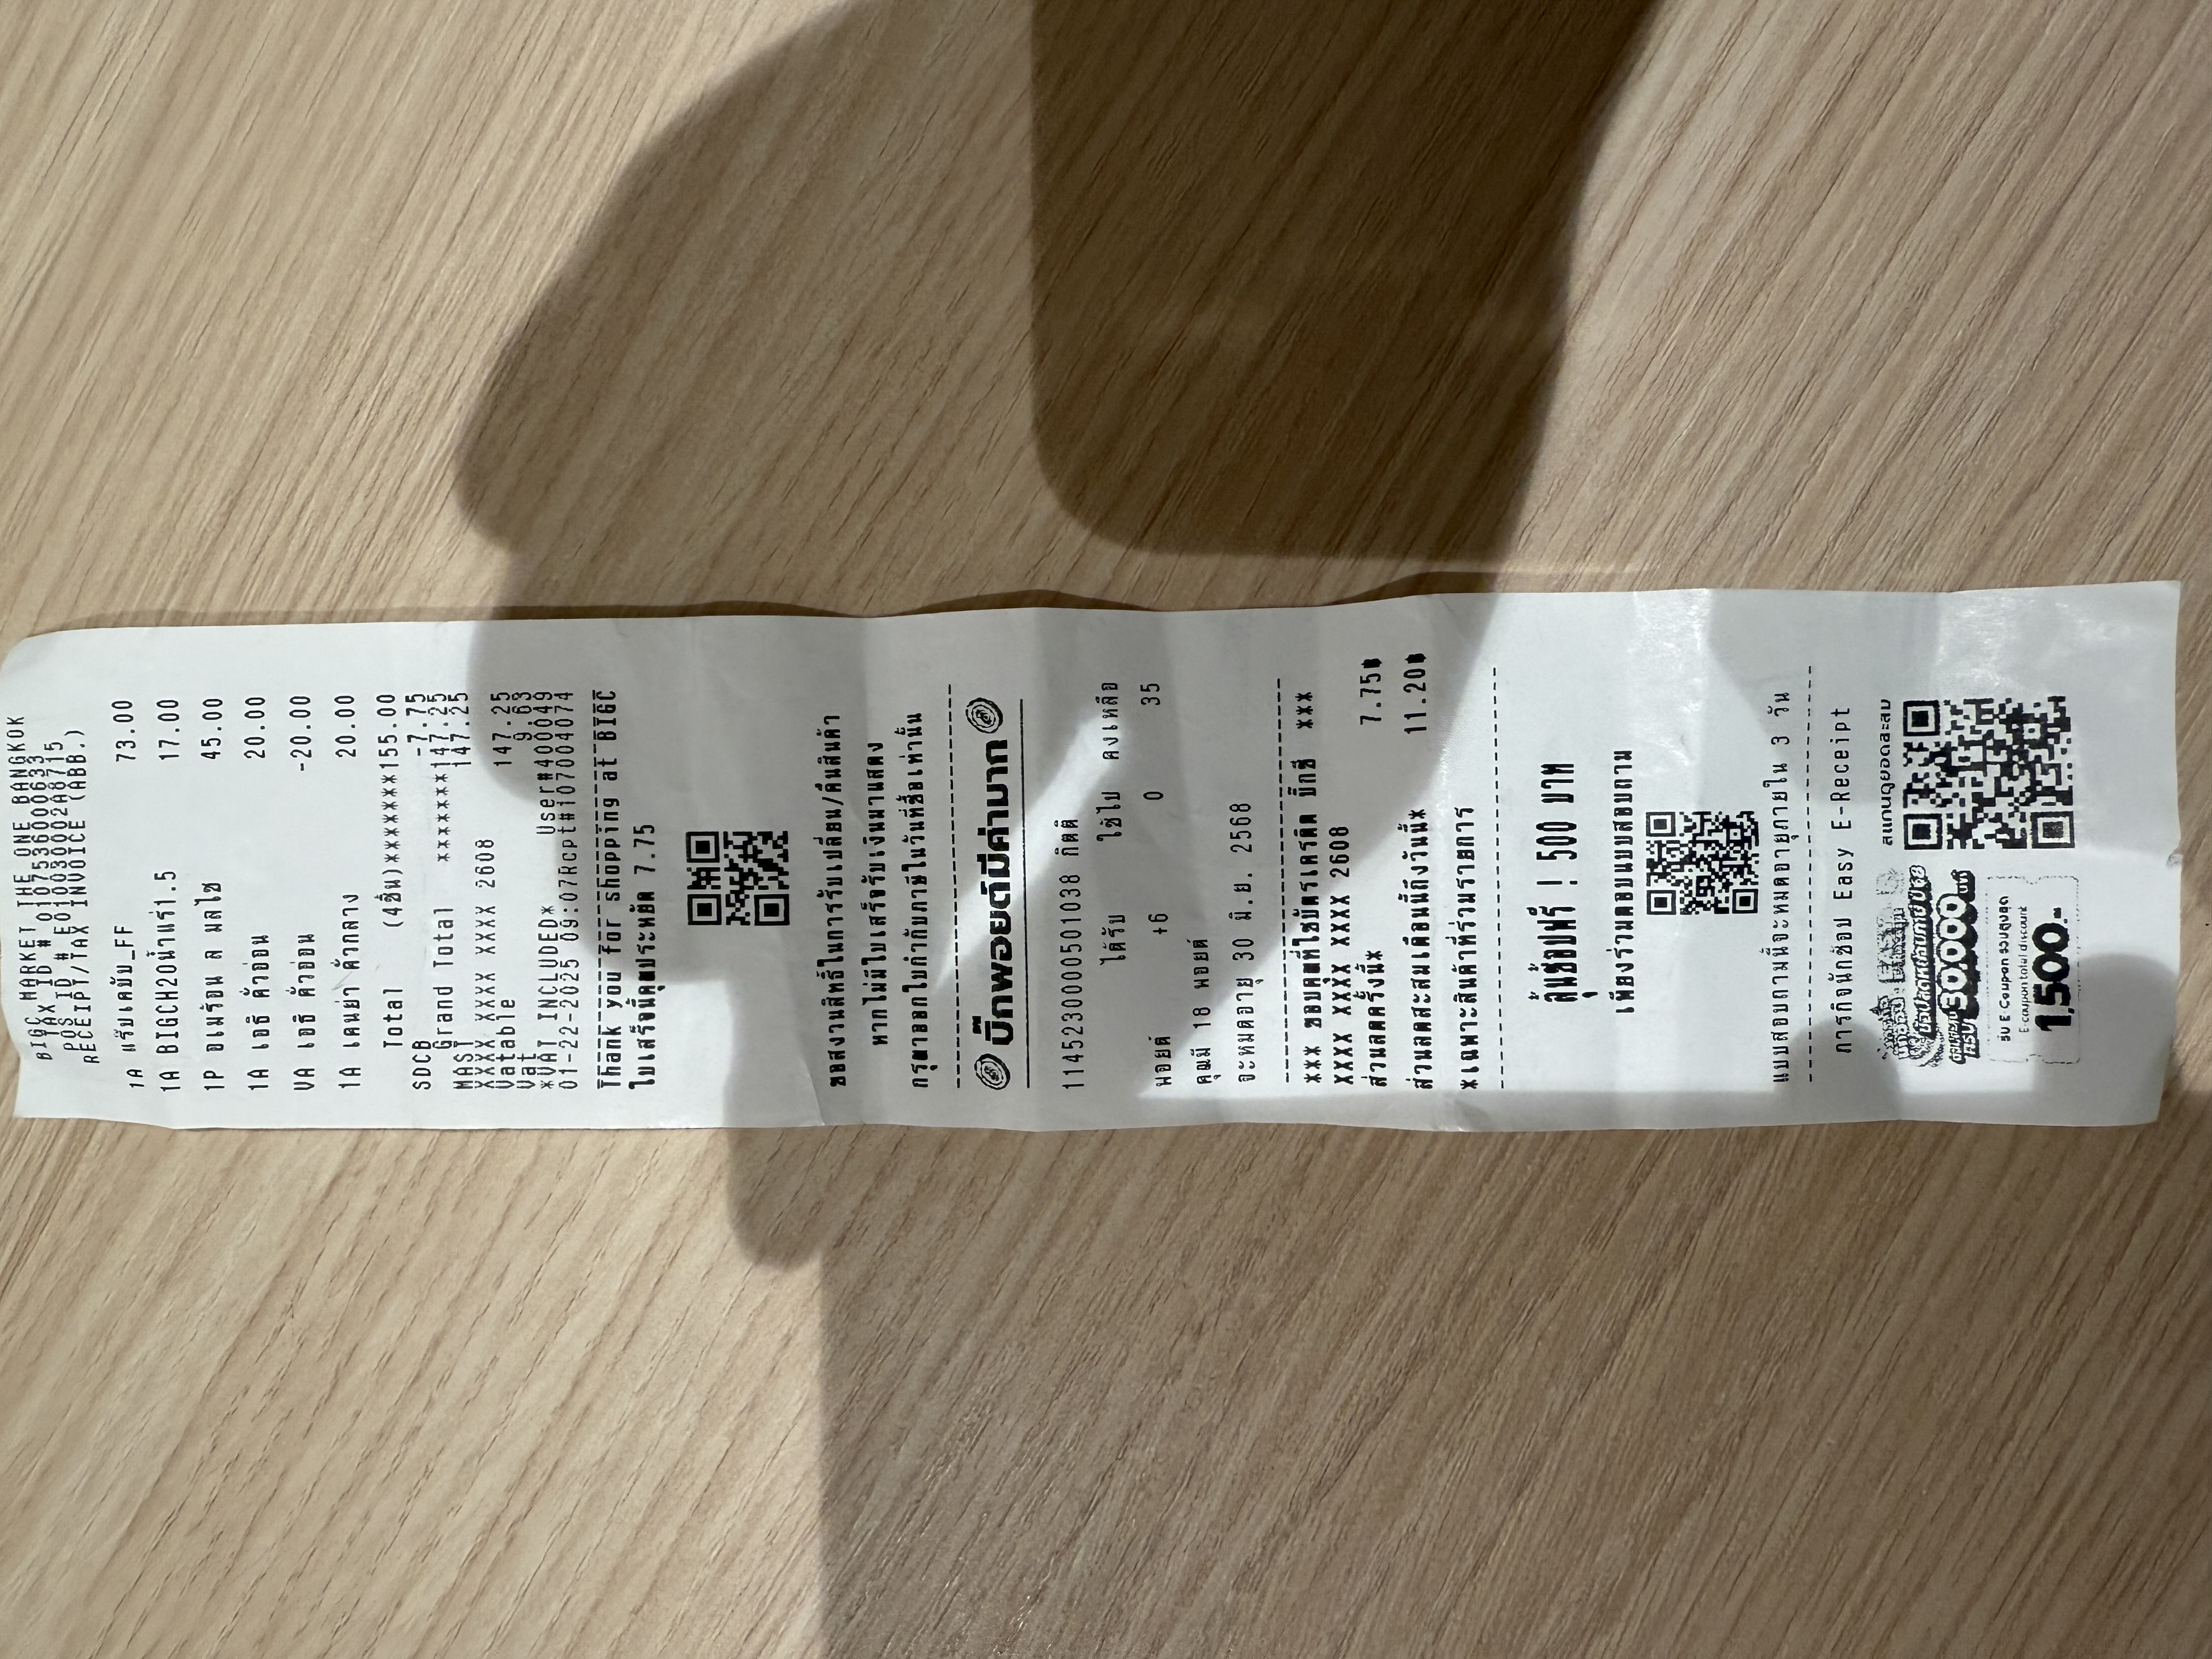 BIGC MARKET THE ONE BANGKOK
TAX ID # 0107536000633
POS ID # E010030002A8715
RECEIPT/TAX INVOICE (ABB.)
1A แร็ปเคบับ_FF 73.00
1A BIGCH2Oน้ำแร่1.5 17.00
1P อเมร้อน ล มลไซ 45.00
1A เอธิ คั่วอ่อน 20.00
VA เอธิ คั่วอ่อน -20.00
1A เคนย่า คั่วกลาง 20.00
Total (4ชิ้น)*******155.00
SDCB -7.75
Grand Total *******147.25
MAST 147.25
XXXX XXXX XXXX 2608
Vatable 147.25
Vat 9.63
*VAT INCLUDED* User#400049
01-22-2025 09:07Rcpt#107004074
Thank you for shopping at BIGC
ใบเสร็จนี้คุณประหยัด 7.75
ขอสงวนสิทธิ์ในการรับเปลี่ยน/คืนสินค้า
หากไม่มีใบเสร็จรับเงินมาแสดง
กรุณาออกใบกำกับภาษีในวันที่ซื้อเท่านั้น
บิ๊กพอยต์มีค่ามาก
1145230000501038 กิตติ
ได้รับ ใช้ไป คงเหลือ
พอยต์ +6 0 35
คุณมี 18 พอยต์
จะหมดอายุ 30 มิ.ย. 2568
*** ขอบคุณที่ใช้บัตรเครดิต บิ๊กซี ***
XXXX XXXX XXXX 2608
ส่วนลดครั้งนี้* 7.75฿
ส่วนลดสะสมเดือนนี้ถึงวันนี้* 11.20฿
*เฉพาะสินค้าที่ร่วมรายการ
ลุ้นช้อปฟรี ! 500 บาท
เพียงร่วมตอบแบบสอบถาม
แบบสอบถามนี้จะหมดอายุภายใน 3 วัน
ภารกิจนักช้อป Easy E-Receipt
สแกนดูยอดสะสม
ช้อปลดหย่อนภาษี ปี 68
ครบ 30,000 บาท
รับ E-Coupon รวมสูงสุด
E-coupon total discount
1,500.-